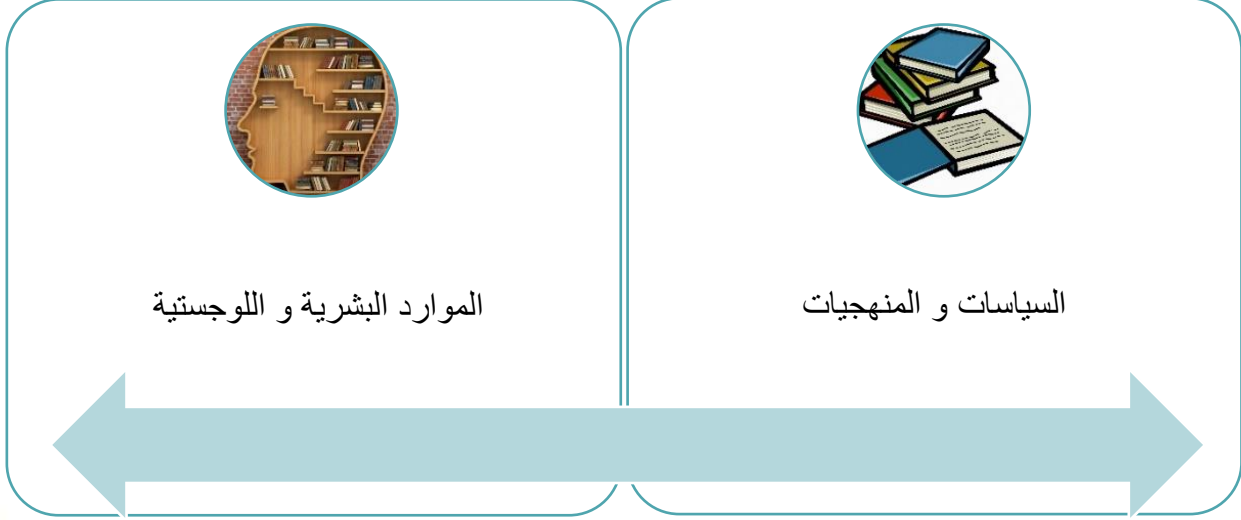 السياسات و المنهجيات
الموارد البشرية و اللوجستية